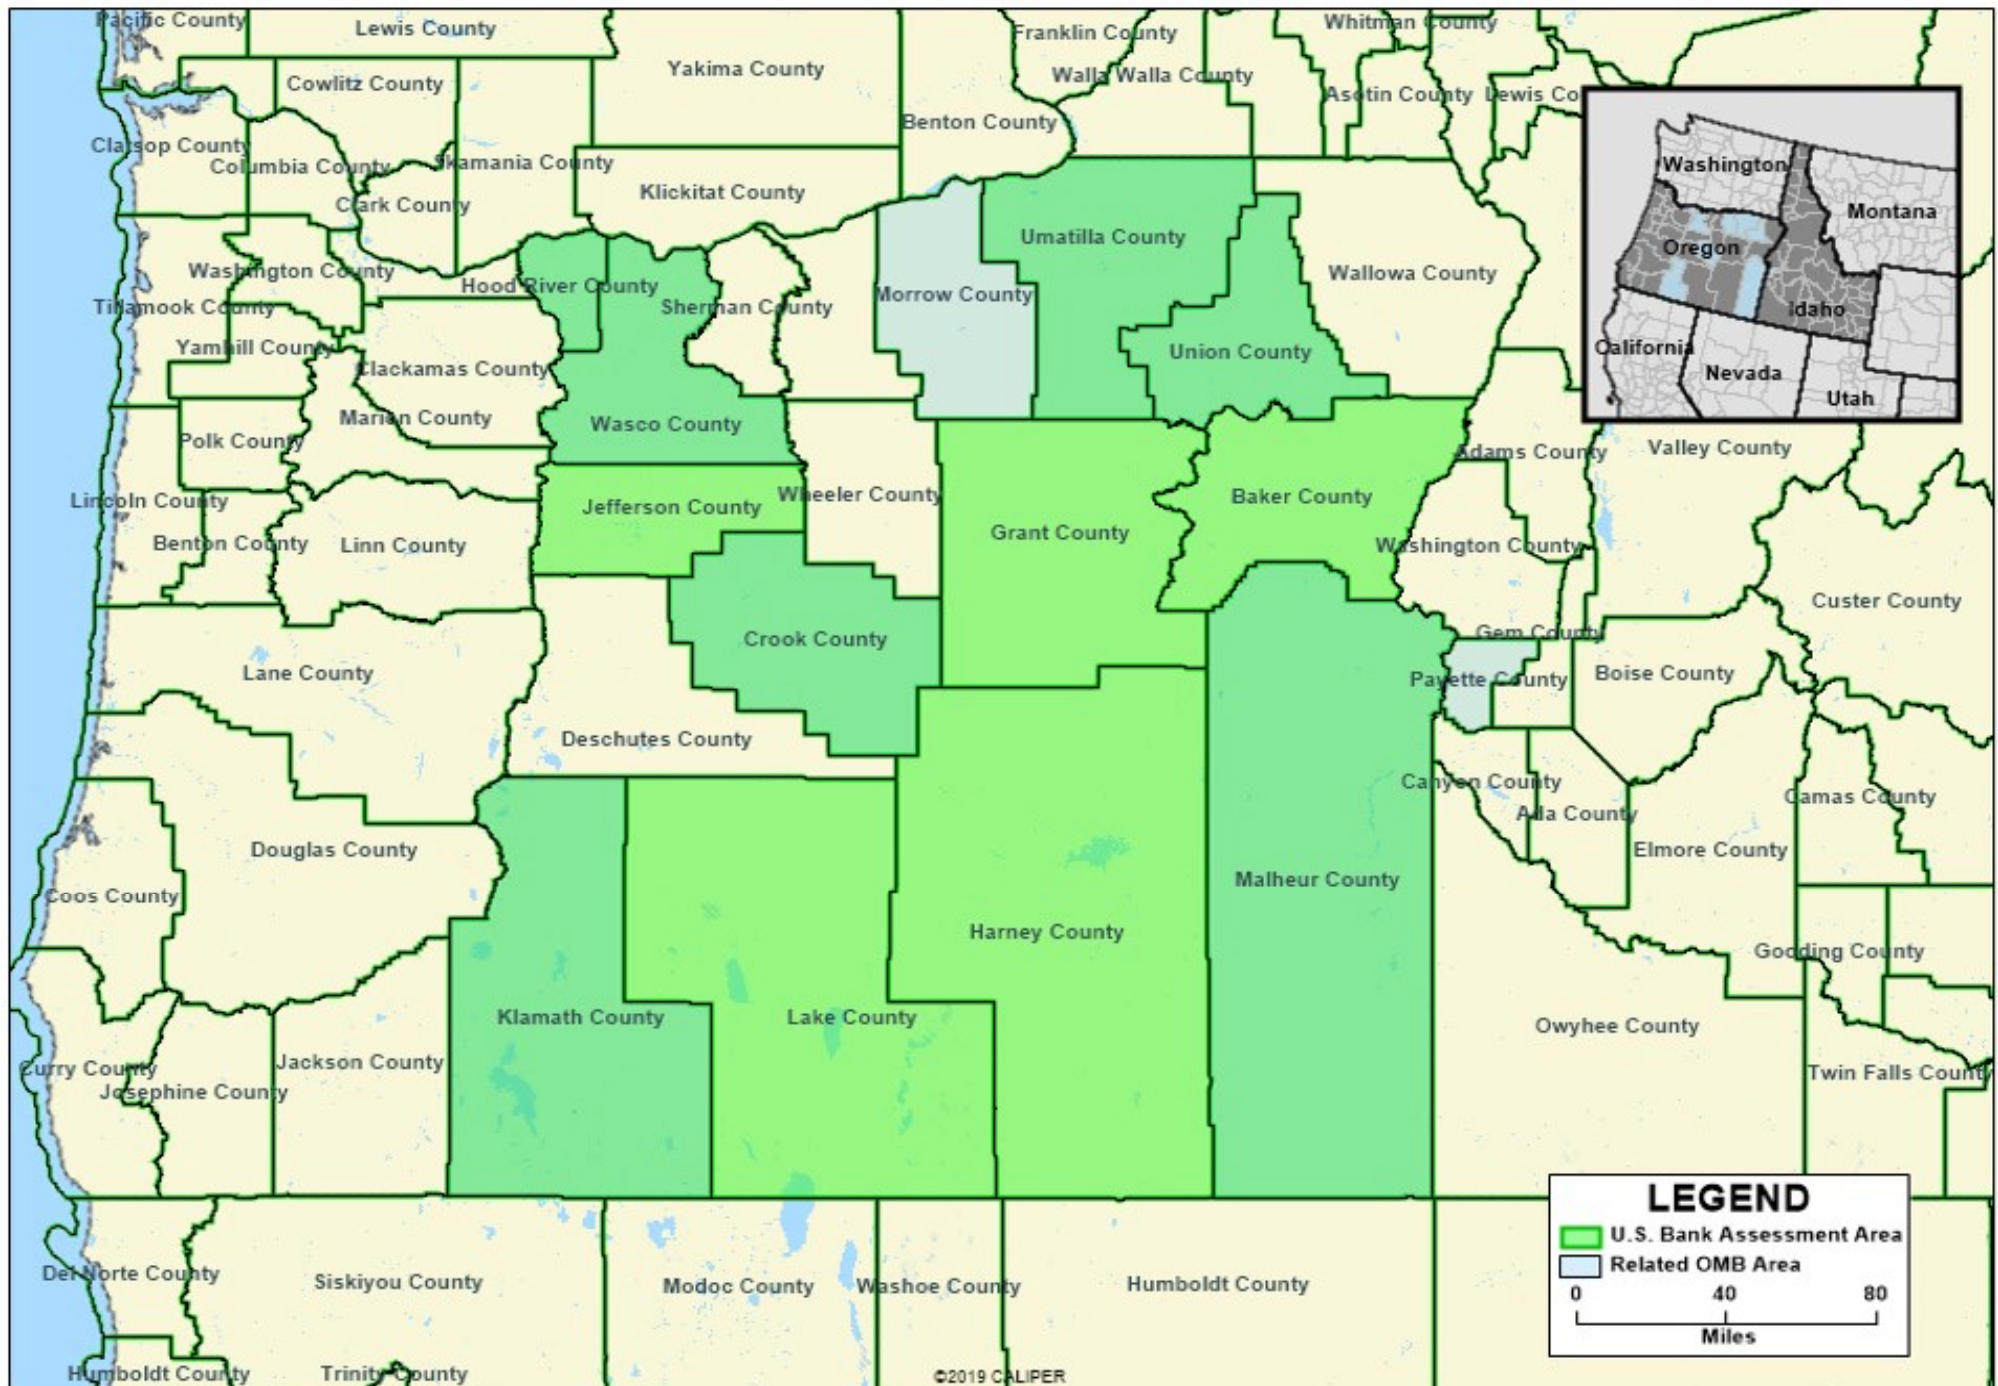 Pacific County
Lewis County
Franklin County
Whitman County
Yakima County
Walla Walla County
Cowlitz County
Asotin County
Lewis Co
Benton County
Clatsop County
Columbia County
Skamania County
Klickitat County
Clark County
Washington
Montana
Oregon
Idaho
California
Nevada
Utah
Umatilla County
Washington County
Hood River County
Wallowa County
Morrow County
Tillamook County
Sherman County
Yamhill County
Union County
Clackamas County
Marion County
Wasco County
Polk County
Adams County
Valley County
Lincoln County
Jefferson County
Wheeler County
Baker County
Grant County
Benton County
Linn County
Washington County
Custer County
Gem County
Crook County
Lane County
Payette County
Boise County
Deschutes County
Canyon County
Ada County
Camas County
Douglas County
Elmore County
Coos County
Malheur County
Harney County
Gooding County
Klamath County
Lake County
Owyhee County
Curry County
Josephine County
Jackson County
Twin Falls County
LEGEND
U.S. Bank Assessment Area
Related OMB Area
0 40 80
Miles
Del Norte County
Siskiyou County
Modoc County
Washoe County
Humboldt County
Humboldt County
Trinity County
©2019 CALIPER